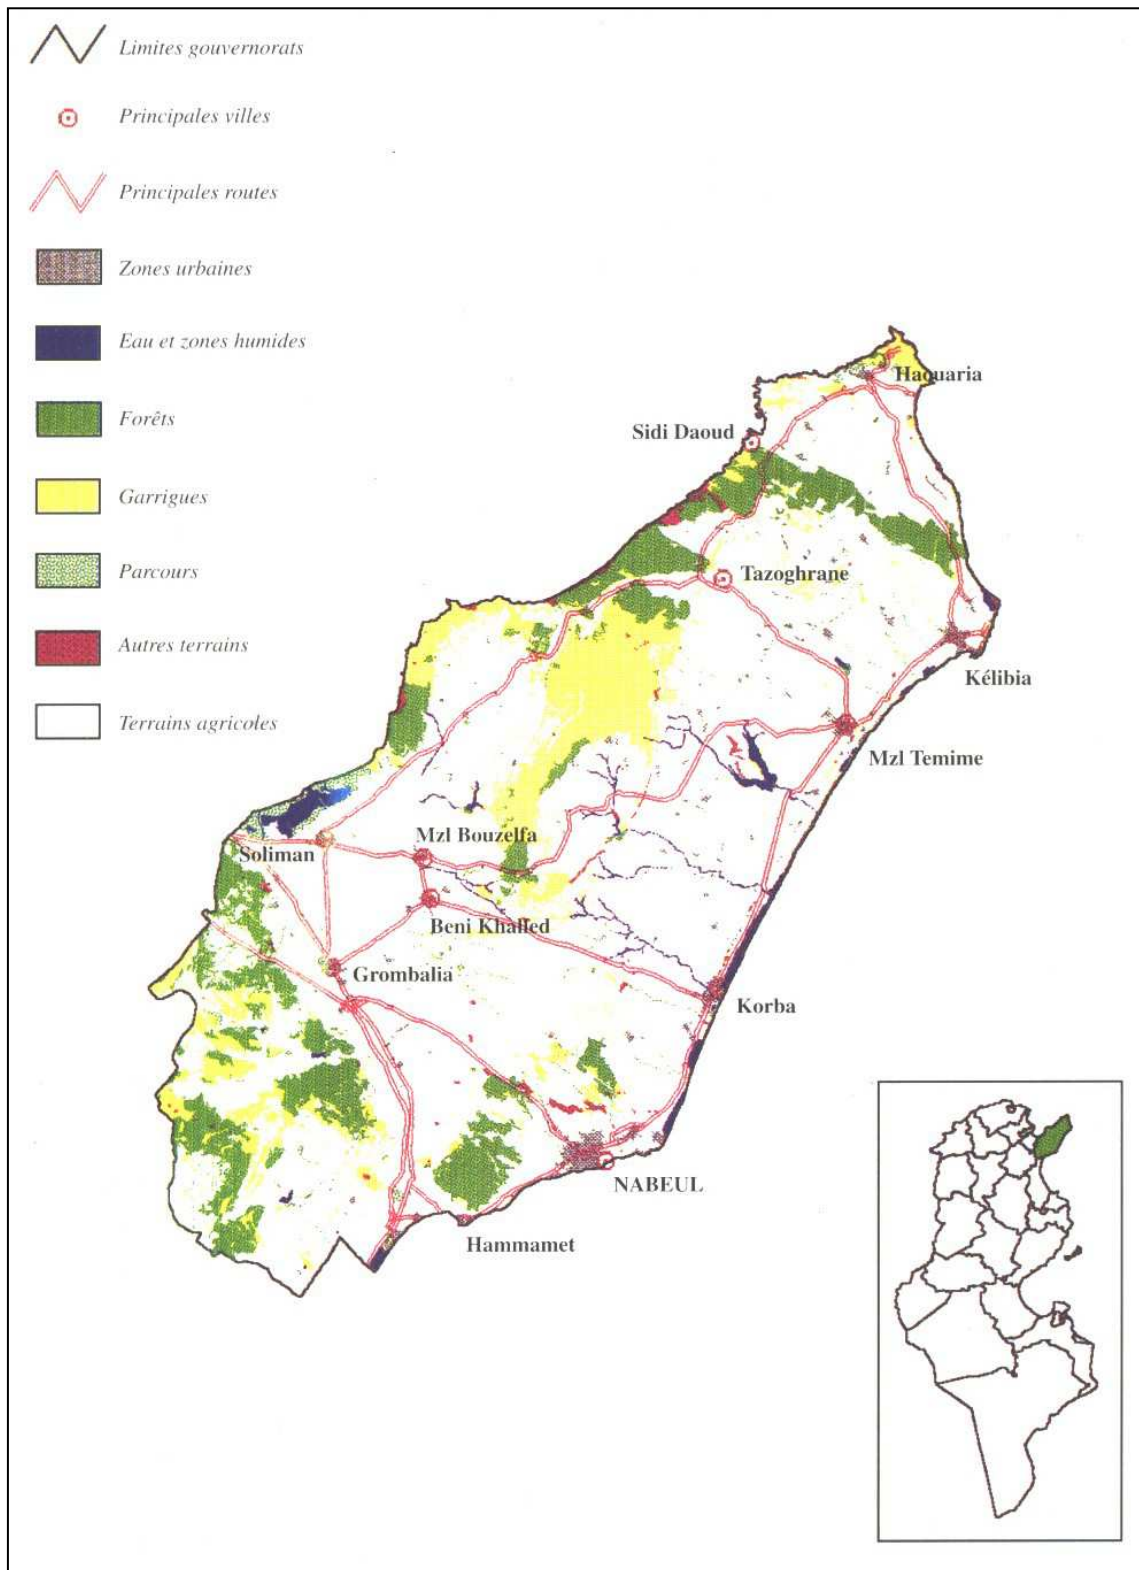 Limites gouvernorats
Principales villes
Principales routes
Zones urbaines
Eau et zones humides
Forêts
Garrigues
Parcours
Autres terrains
Terrains agricoles
Haouaria
Sidi Daoud
Tazoghrane
Kélibia
Mzl Temime
Mzl Bouzelfa
Soliman
Beni Khalled
Grombalia
Korba
NABEUL
Hammamet